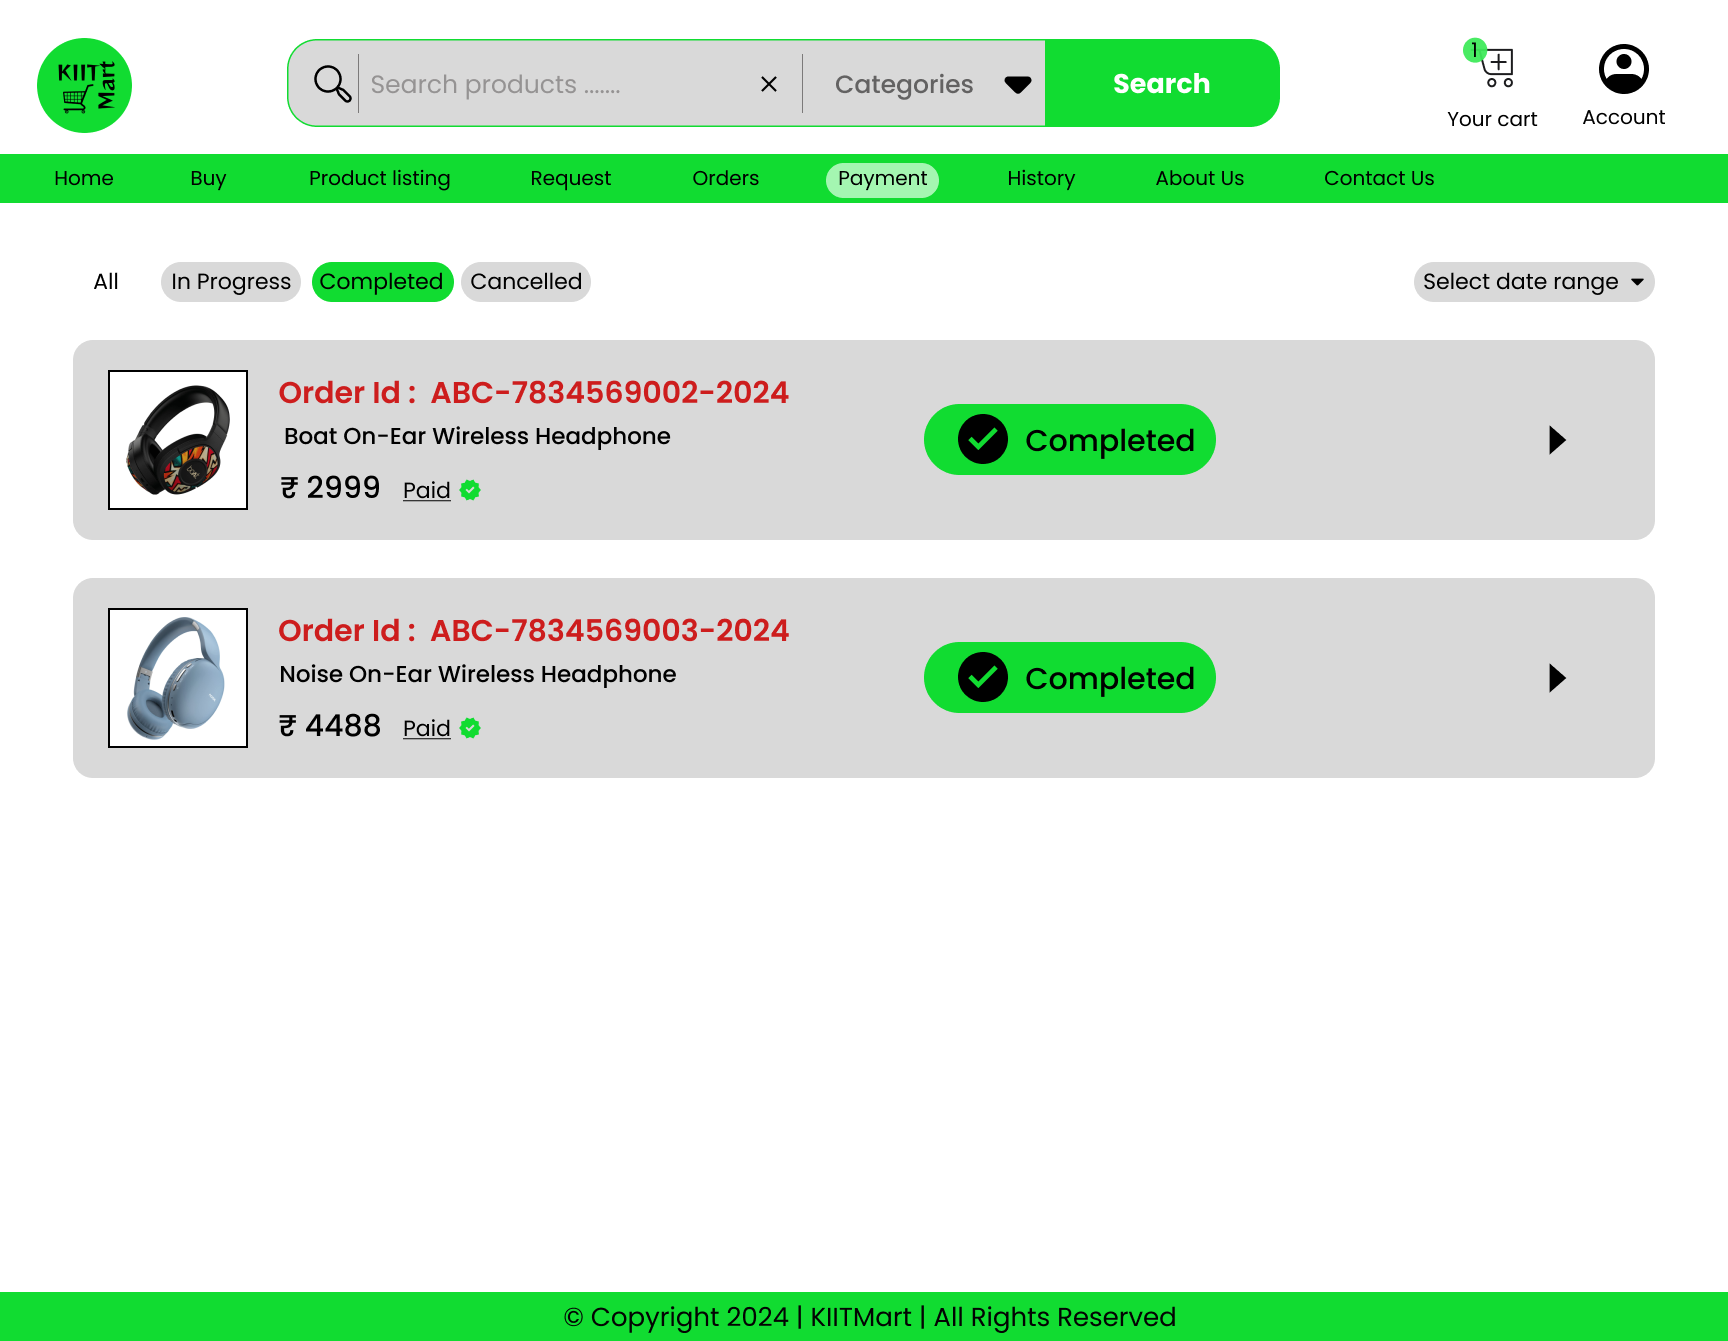 KIIT Mart
Search products .......
Categories
Search
1
Your cart
Account
Home Buy Product listing Request Orders Payment History About Us Contact Us
All In Progress Completed Cancelled Select date range
Order Id : ABC-7834569002-2024
Boat On-Ear Wireless Headphone
₹ 2999 Paid
Completed
Order Id : ABC-7834569003-2024
Noise On-Ear Wireless Headphone
₹ 4488 Paid
Completed
© Copyright 2024 | KIITMart | All Rights Reserved